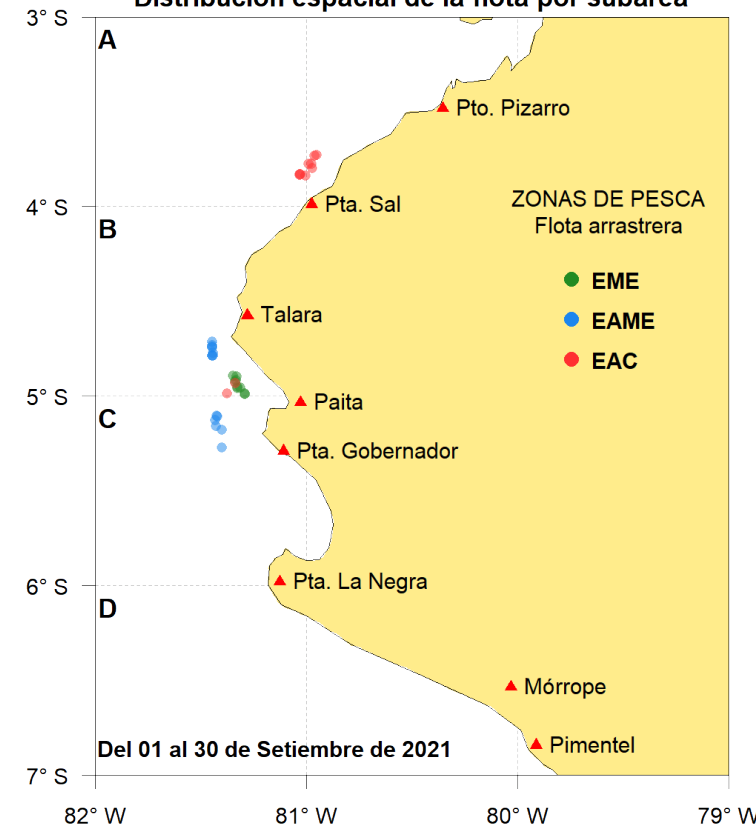 Distribución espacial de la flota por subárea
3° S
A
Pto. Pizarro
ZONAS DE PESCA
4° S
Pta. Sal
B
Flota arrastrera
EME
Talara
EAME
EAC
5° S
Paita
C
Pta. Gobernador
6° S
Pta. La Negra
D
Mórrope
Del 01 al 30 de Setiembre de 2021
Pimentel
7° S
82° W
81° W
80° W
79° W